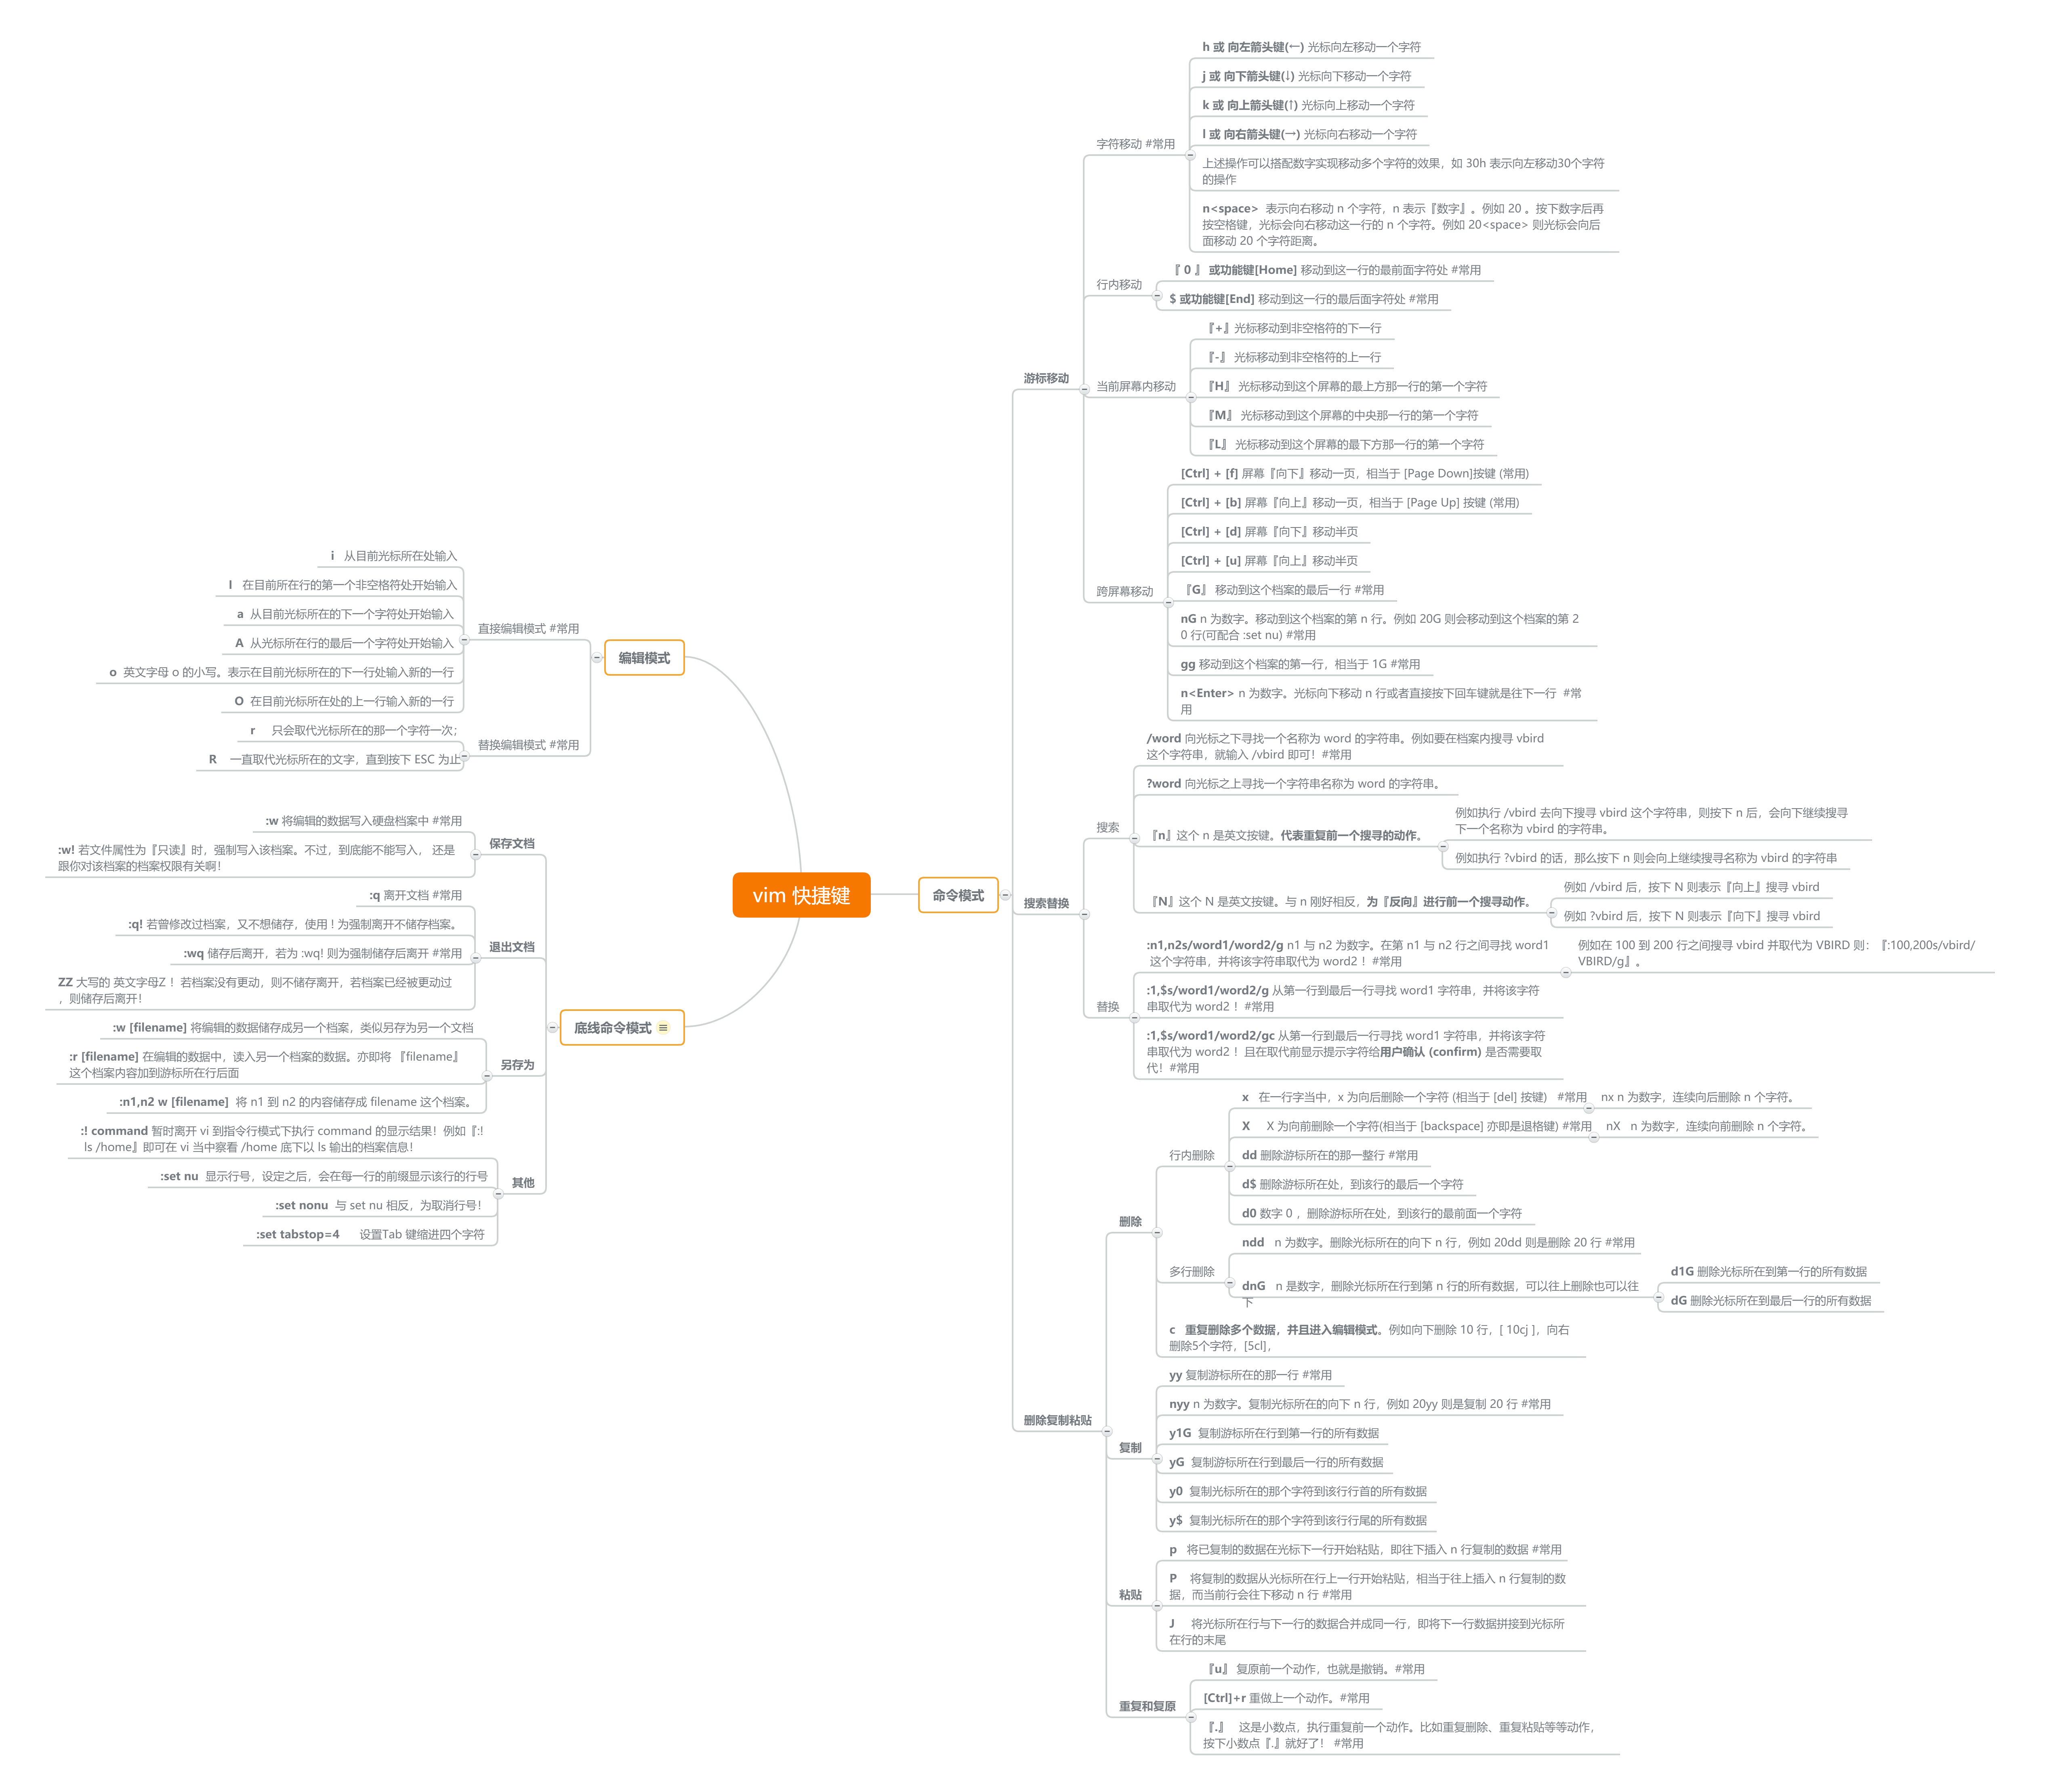 vim 快捷键
编辑模式
直接编辑模式 #常用
i 从目前光标所在处输入
I 在目前所在行的第一个非空格符处开始输入
a 从目前光标所在的下一个字符处开始输入
A 从光标所在行的最后一个字符处开始输入
o 英文字母 o 的小写。表示在目前光标所在的下一行处输入新的一行
O 在目前光标所在处的上一行输入新的一行
替换编辑模式 #常用
r 只会取代光标所在的那一个字符一次；
R 一直取代光标所在的文字，直到按下 ESC 为止
底线命令模式
保存文档
:w 将编辑的数据写入硬盘档案中 #常用
:w! 若文件属性为『只读』时，强制写入该档案。不过，到底能不能写入， 还是
跟你对该档案的档案权限有关啊！
退出文档
:q 离开文档 #常用
:q! 若曾修改过档案，又不想储存，使用 ! 为强制离开不储存档案。
:wq 储存后离开，若为 :wq! 则为强制储存后离开 #常用
ZZ 大写的 英文字母Z ！若档案没有更动，则不储存离开，若档案已经被更动过
，则储存后离开！
另存为
:w [filename] 将编辑的数据储存成另一个档案，类似另存为另一个文档
:r [filename] 在编辑的数据中，读入另一个档案的数据。亦即将 『filename』
这个档案内容加到游标所在行后面
:n1,n2 w [filename] 将 n1 到 n2 的内容储存成 filename 这个档案。
其他
:! command 暂时离开 vi 到指令行模式下执行 command 的显示结果！例如『:!
ls /home』即可在 vi 当中察看 /home 底下以 ls 输出的档案信息！
:set nu 显示行号，设定之后，会在每一行的前缀显示该行的行号
:set nonu 与 set nu 相反，为取消行号！
:set tabstop=4 设置Tab 键缩进四个字符
命令模式
游标移动
字符移动 #常用
h 或 向左箭头键(←) 光标向左移动一个字符
j 或 向下箭头键(↓) 光标向下移动一个字符
k 或 向上箭头键(↑) 光标向上移动一个字符
l 或 向右箭头键(→) 光标向右移动一个字符
上述操作可以搭配数字实现移动多个字符的效果，如 30h 表示向左移动30个字符
的操作
n<space> 表示向右移动 n 个字符，n 表示『数字』。例如 20 。按下数字后再
按空格键，光标会向右移动这一行的 n 个字符。例如 20<space> 则光标会向后
面移动 20 个字符距离。
行内移动
『 0 』 或功能键[Home] 移动到这一行的最前面字符处 #常用
$ 或功能键[End] 移动到这一行的最后面字符处 #常用
当前屏幕内移动
『+』光标移动到非空格符的下一行
『-』 光标移动到非空格符的上一行
『H』 光标移动到这个屏幕的最上方那一行的第一个字符
『M』 光标移动到这个屏幕的中央那一行的第一个字符
『L』 光标移动到这个屏幕的最下方那一行的第一个字符
跨屏幕移动
[Ctrl] + [f] 屏幕『向下』移动一页，相当于 [Page Down]按键 (常用)
[Ctrl] + [b] 屏幕『向上』移动一页，相当于 [Page Up] 按键 (常用)
[Ctrl] + [d] 屏幕『向下』移动半页
[Ctrl] + [u] 屏幕『向上』移动半页
『G』 移动到这个档案的最后一行 #常用
nG n 为数字。移动到这个档案的第 n 行。例如 20G 则会移动到这个档案的第 2
0 行(可配合 :set nu) #常用
gg 移动到这个档案的第一行，相当于 1G #常用
n<Enter> n 为数字。光标向下移动 n 行或者直接按下回车键就是往下一行 #常
用
搜索替换
搜索
/word 向光标之下寻找一个名称为 word 的字符串。例如要在档案内搜寻 vbird
这个字符串，就输入 /vbird 即可！#常用
?word 向光标之上寻找一个字符串名称为 word 的字符串。
『n』这个 n 是英文按键。代表重复前一个搜寻的动作。
例如执行 /vbird 去向下搜寻 vbird 这个字符串，则按下 n 后，会向下继续搜寻
下一个名称为 vbird 的字符串。
例如执行 ?vbird 的话，那么按下 n 则会向上继续搜寻名称为 vbird 的字符串
『N』这个 N 是英文按键。与 n 刚好相反，为『反向』进行前一个搜寻动作。
例如 /vbird 后，按下 N 则表示『向上』搜寻 vbird
例如 ?vbird 后，按下 N 则表示『向下』搜寻 vbird
替换
:n1,n2s/word1/word2/g n1 与 n2 为数字。在第 n1 与 n2 行之间寻找 word1
这个字符串，并将该字符串取代为 word2 ！#常用
例如在 100 到 200 行之间搜寻 vbird 并取代为 VBIRD 则：『:100,200s/vbird/
VBIRD/g』。
:1,$s/word1/word2/g 从第一行到最后一行寻找 word1 字符串，并将该字符
串取代为 word2 ！#常用
:1,$s/word1/word2/gc 从第一行到最后一行寻找 word1 字符串，并将该字符
串取代为 word2 ！且在取代前显示提示字符给用户确认 (confirm) 是否需要取
代！#常用
删除复制粘贴
删除
行内删除
x 在一行字当中，x 为向后删除一个字符 (相当于 [del] 按键) #常用
nx n 为数字，连续向后删除 n 个字符。
X X 为向前删除一个字符(相当于 [backspace] 亦即是退格键) #常用
nX n 为数字，连续向前删除 n 个字符。
dd 删除游标所在的那一整行 #常用
d$ 删除游标所在处，到该行的最后一个字符
d0 数字 0 ，删除游标所在处，到该行的最前面一个字符
多行删除
ndd n 为数字。删除光标所在的向下 n 行，例如 20dd 则是删除 20 行 #常用
dnG n 是数字，删除光标所在行到第 n 行的所有数据，可以往上删除也可以往
下
d1G 删除光标所在到第一行的所有数据
dG 删除光标所在到最后一行的所有数据
c 重复删除多个数据，并且进入编辑模式。例如向下删除 10 行，[ 10cj ]，向右
删除5个字符，[5cl]，
复制
yy 复制游标所在的那一行 #常用
nyy n 为数字。复制光标所在的向下 n 行，例如 20yy 则是复制 20 行 #常用
y1G 复制游标所在行到第一行的所有数据
yG 复制游标所在行到最后一行的所有数据
y0 复制光标所在的那个字符到该行行首的所有数据
y$ 复制光标所在的那个字符到该行行尾的所有数据
粘贴
p 将已复制的数据在光标下一行开始粘贴，即往下插入 n 行复制的数据 #常用
P 将复制的数据从光标所在行上一行开始粘贴，相当于往上插入 n 行复制的数
据，而当前行会往下移动 n 行 #常用
J 将光标所在行与下一行的数据合并成同一行，即将下一行数据拼接到光标所
在行的末尾
重复和复原
『u』 复原前一个动作，也就是撤销。#常用
[Ctrl]+r 重做上一个动作。#常用
『.』 这是小数点，执行重复前一个动作。比如重复删除、重复粘贴等等动作，
按下小数点『.』就好了！ #常用